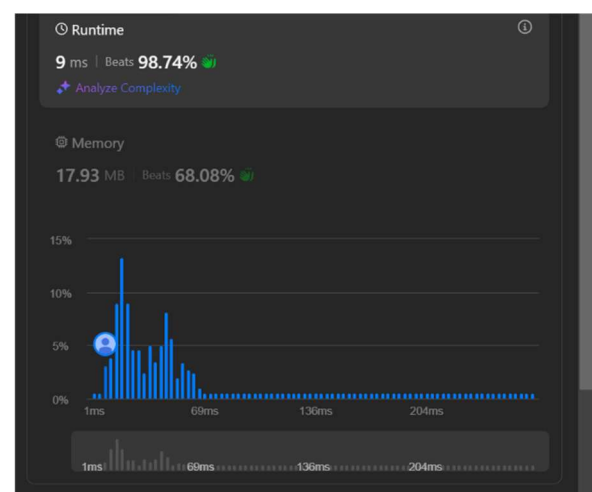 Runtime
9 ms | Beats 98.74%
Analyze Complexity
Memory
17.93 MB | Beats 68.08%
15%
10%
5%
0%
1ms 69ms 136ms 204ms
1ms 69ms 136ms 204ms